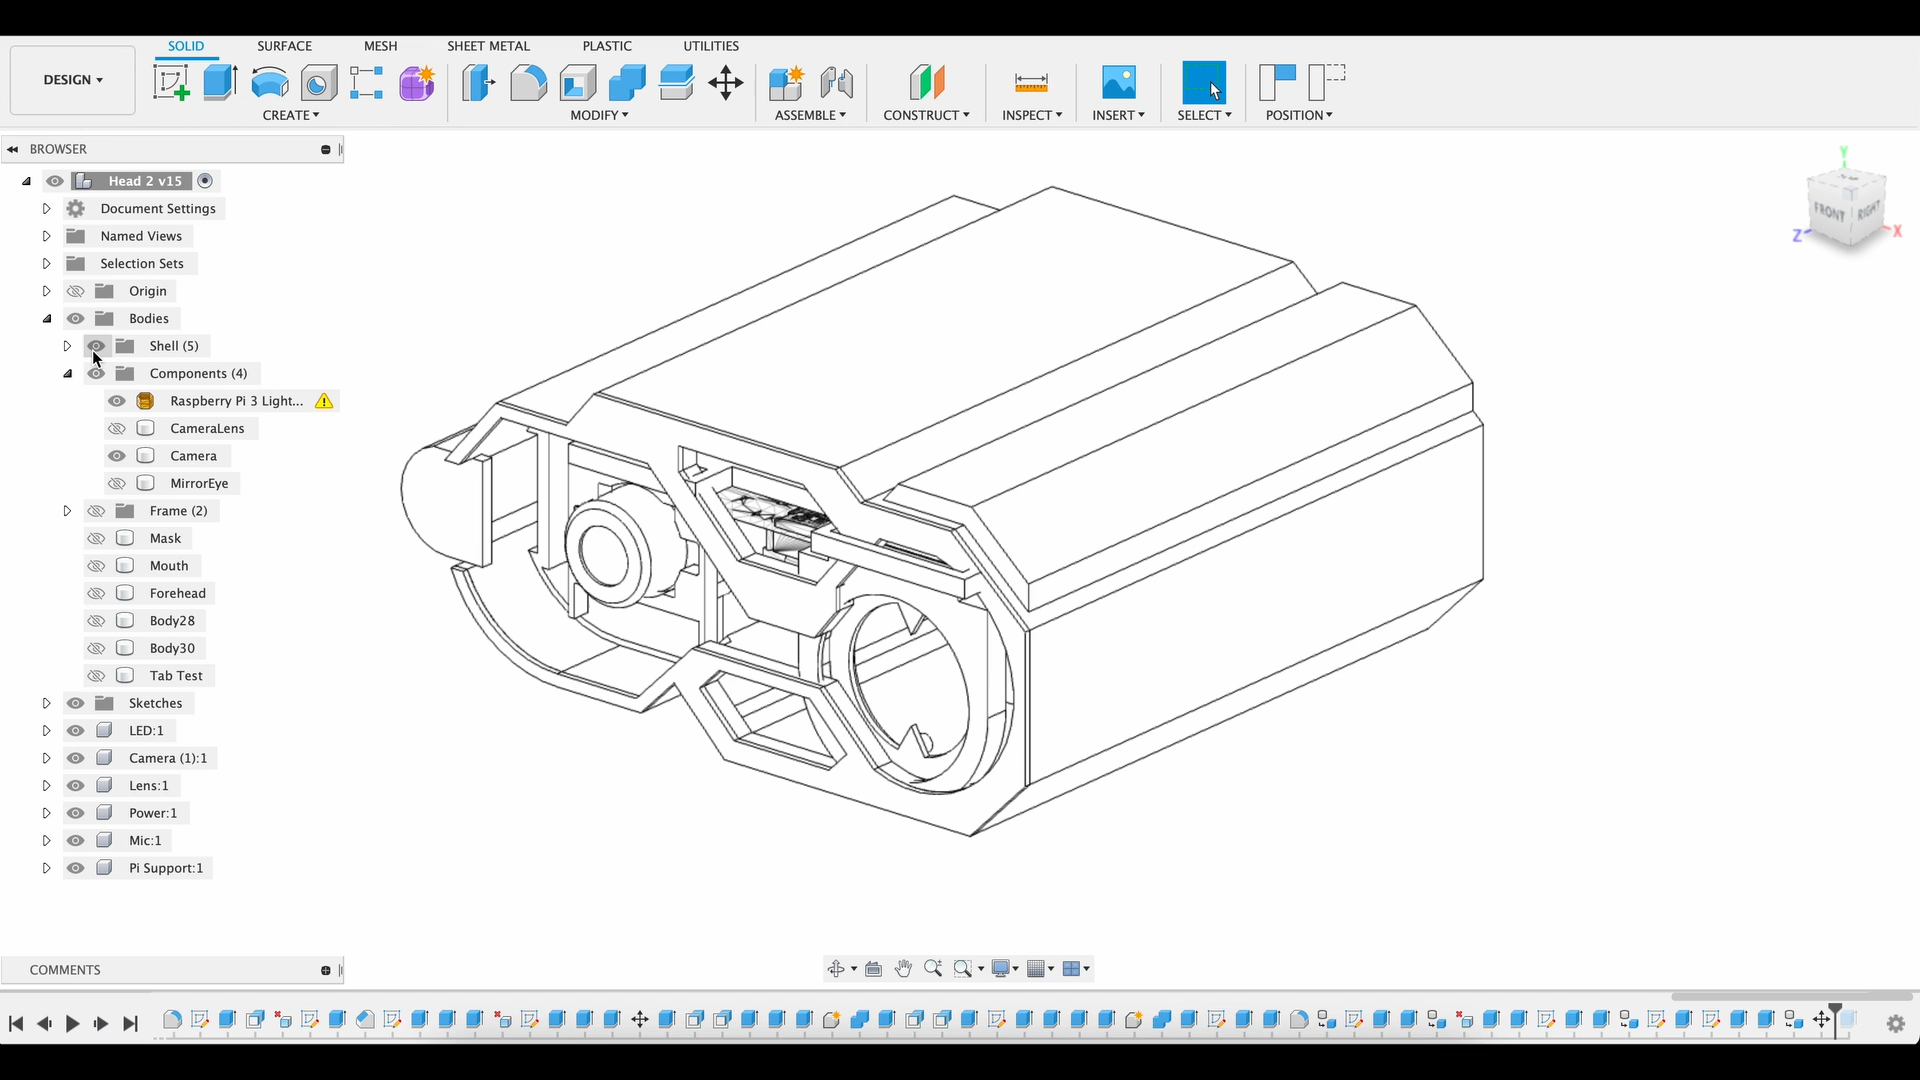 SOLID SURFACE MESH SHEET METAL PLASTIC UTILITIES
DESIGN
CREATE MODIFY ASSEMBLE CONSTRUCT INSPECT INSERT SELECT POSITION
BROWSER
Head 2 v15
Document Settings
Named Views
Selection Sets
Origin
Bodies
Shell (5)
Components (4)
Raspberry Pi 3 Light...
CameraLens
Camera
MirrorEye
Frame (2)
Mask
Mouth
Forehead
Body28
Body30
Tab Test
Sketches
LED:1
Camera (1):1
Lens:1
Power:1
Mic:1
Pi Support:1
Y
FRONT RIGHT
Z X
COMMENTS